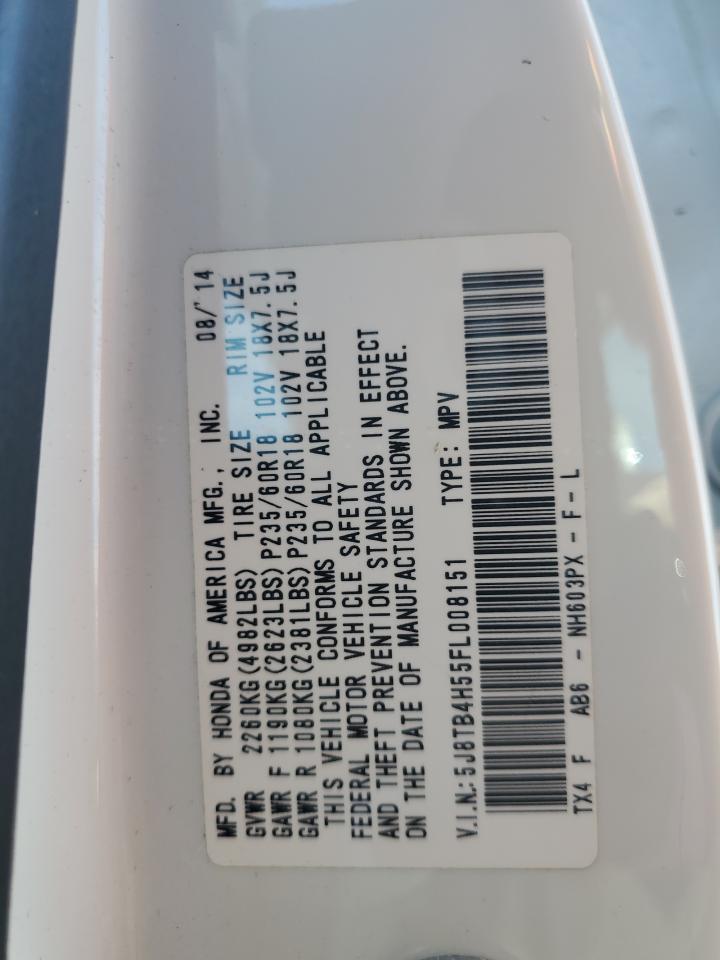 MFD. BY HONDA OF AMERICA MFG., INC. 08/'14
GVWR 2260KG(4982LBS) TIRE SIZE RIM SIZE
GAWR F 1190KG(2623LBS)P235/60R18 102V 18X7.5J
GAWR R 1080KG(2381LBS)P235/60R18 102V 18X7.5J
THIS VEHICLE CONFORMS TO ALL APPLICABLE
FEDERAL MOTOR VEHICLE SAFETY
AND THEFT PREVENTION STANDARDS IN EFFECT
ON THE DATE OF MANUFACTURE SHOWN ABOVE.
V.I.N.: 5J8TB4H55FL008151 TYPE: MPV
TX4 F AB6 - NH603PX - F - L